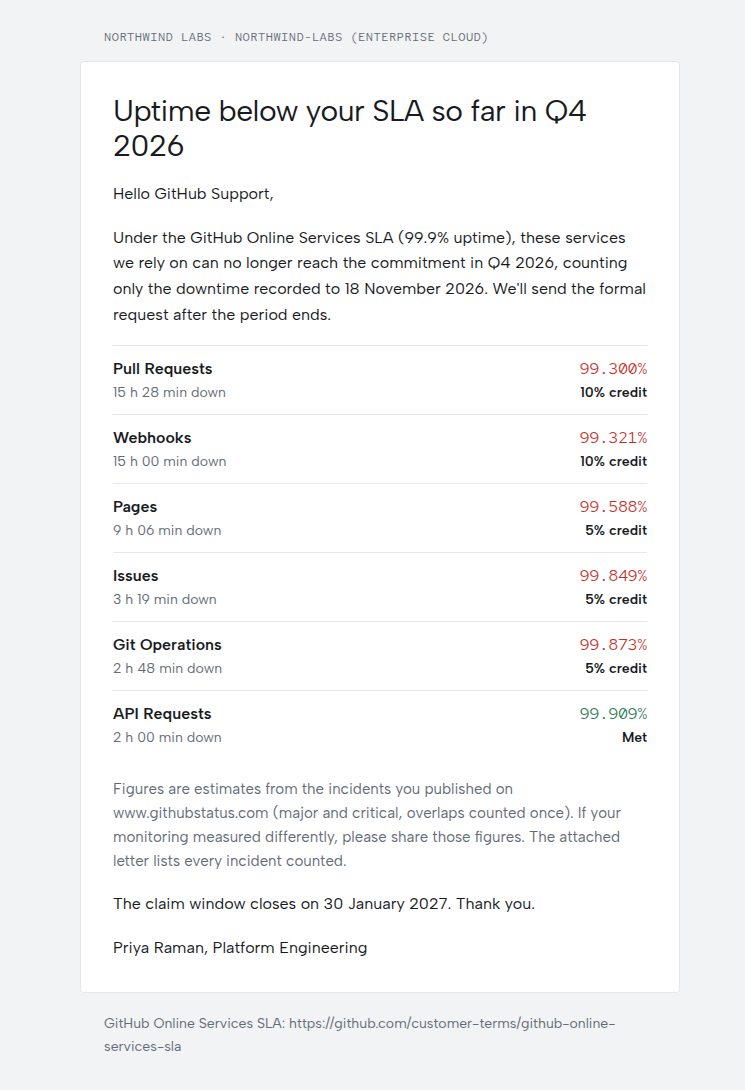 NORTHWIND LABS · NORTHWIND-LABS (ENTERPRISE CLOUD)
Uptime below your SLA so far in Q4
2026
Hello GitHub Support,
Under the GitHub Online Services SLA (99.9% uptime), these services
we rely on can no longer reach the commitment in Q4 2026, counting
only the downtime recorded to 18 November 2026. We'll send the formal
request after the period ends.
Pull Requests 99.300%
15 h 28 min down 10% credit
Webhooks 99.321%
15 h 00 min down 10% credit
Pages 99.588%
9 h 06 min down 5% credit
Issues 99.849%
3 h 19 min down 5% credit
Git Operations 99.873%
2 h 48 min down 5% credit
API Requests 99.909%
2 h 00 min down Met
Figures are estimates from the incidents you published on
www.githubstatus.com (major and critical, overlaps counted once). If your
monitoring measured differently, please share those figures. The attached
letter lists every incident counted.
The claim window closes on 30 January 2027. Thank you.
Priya Raman, Platform Engineering
GitHub Online Services SLA: https://github.com/customer-terms/github-online-
services-sla